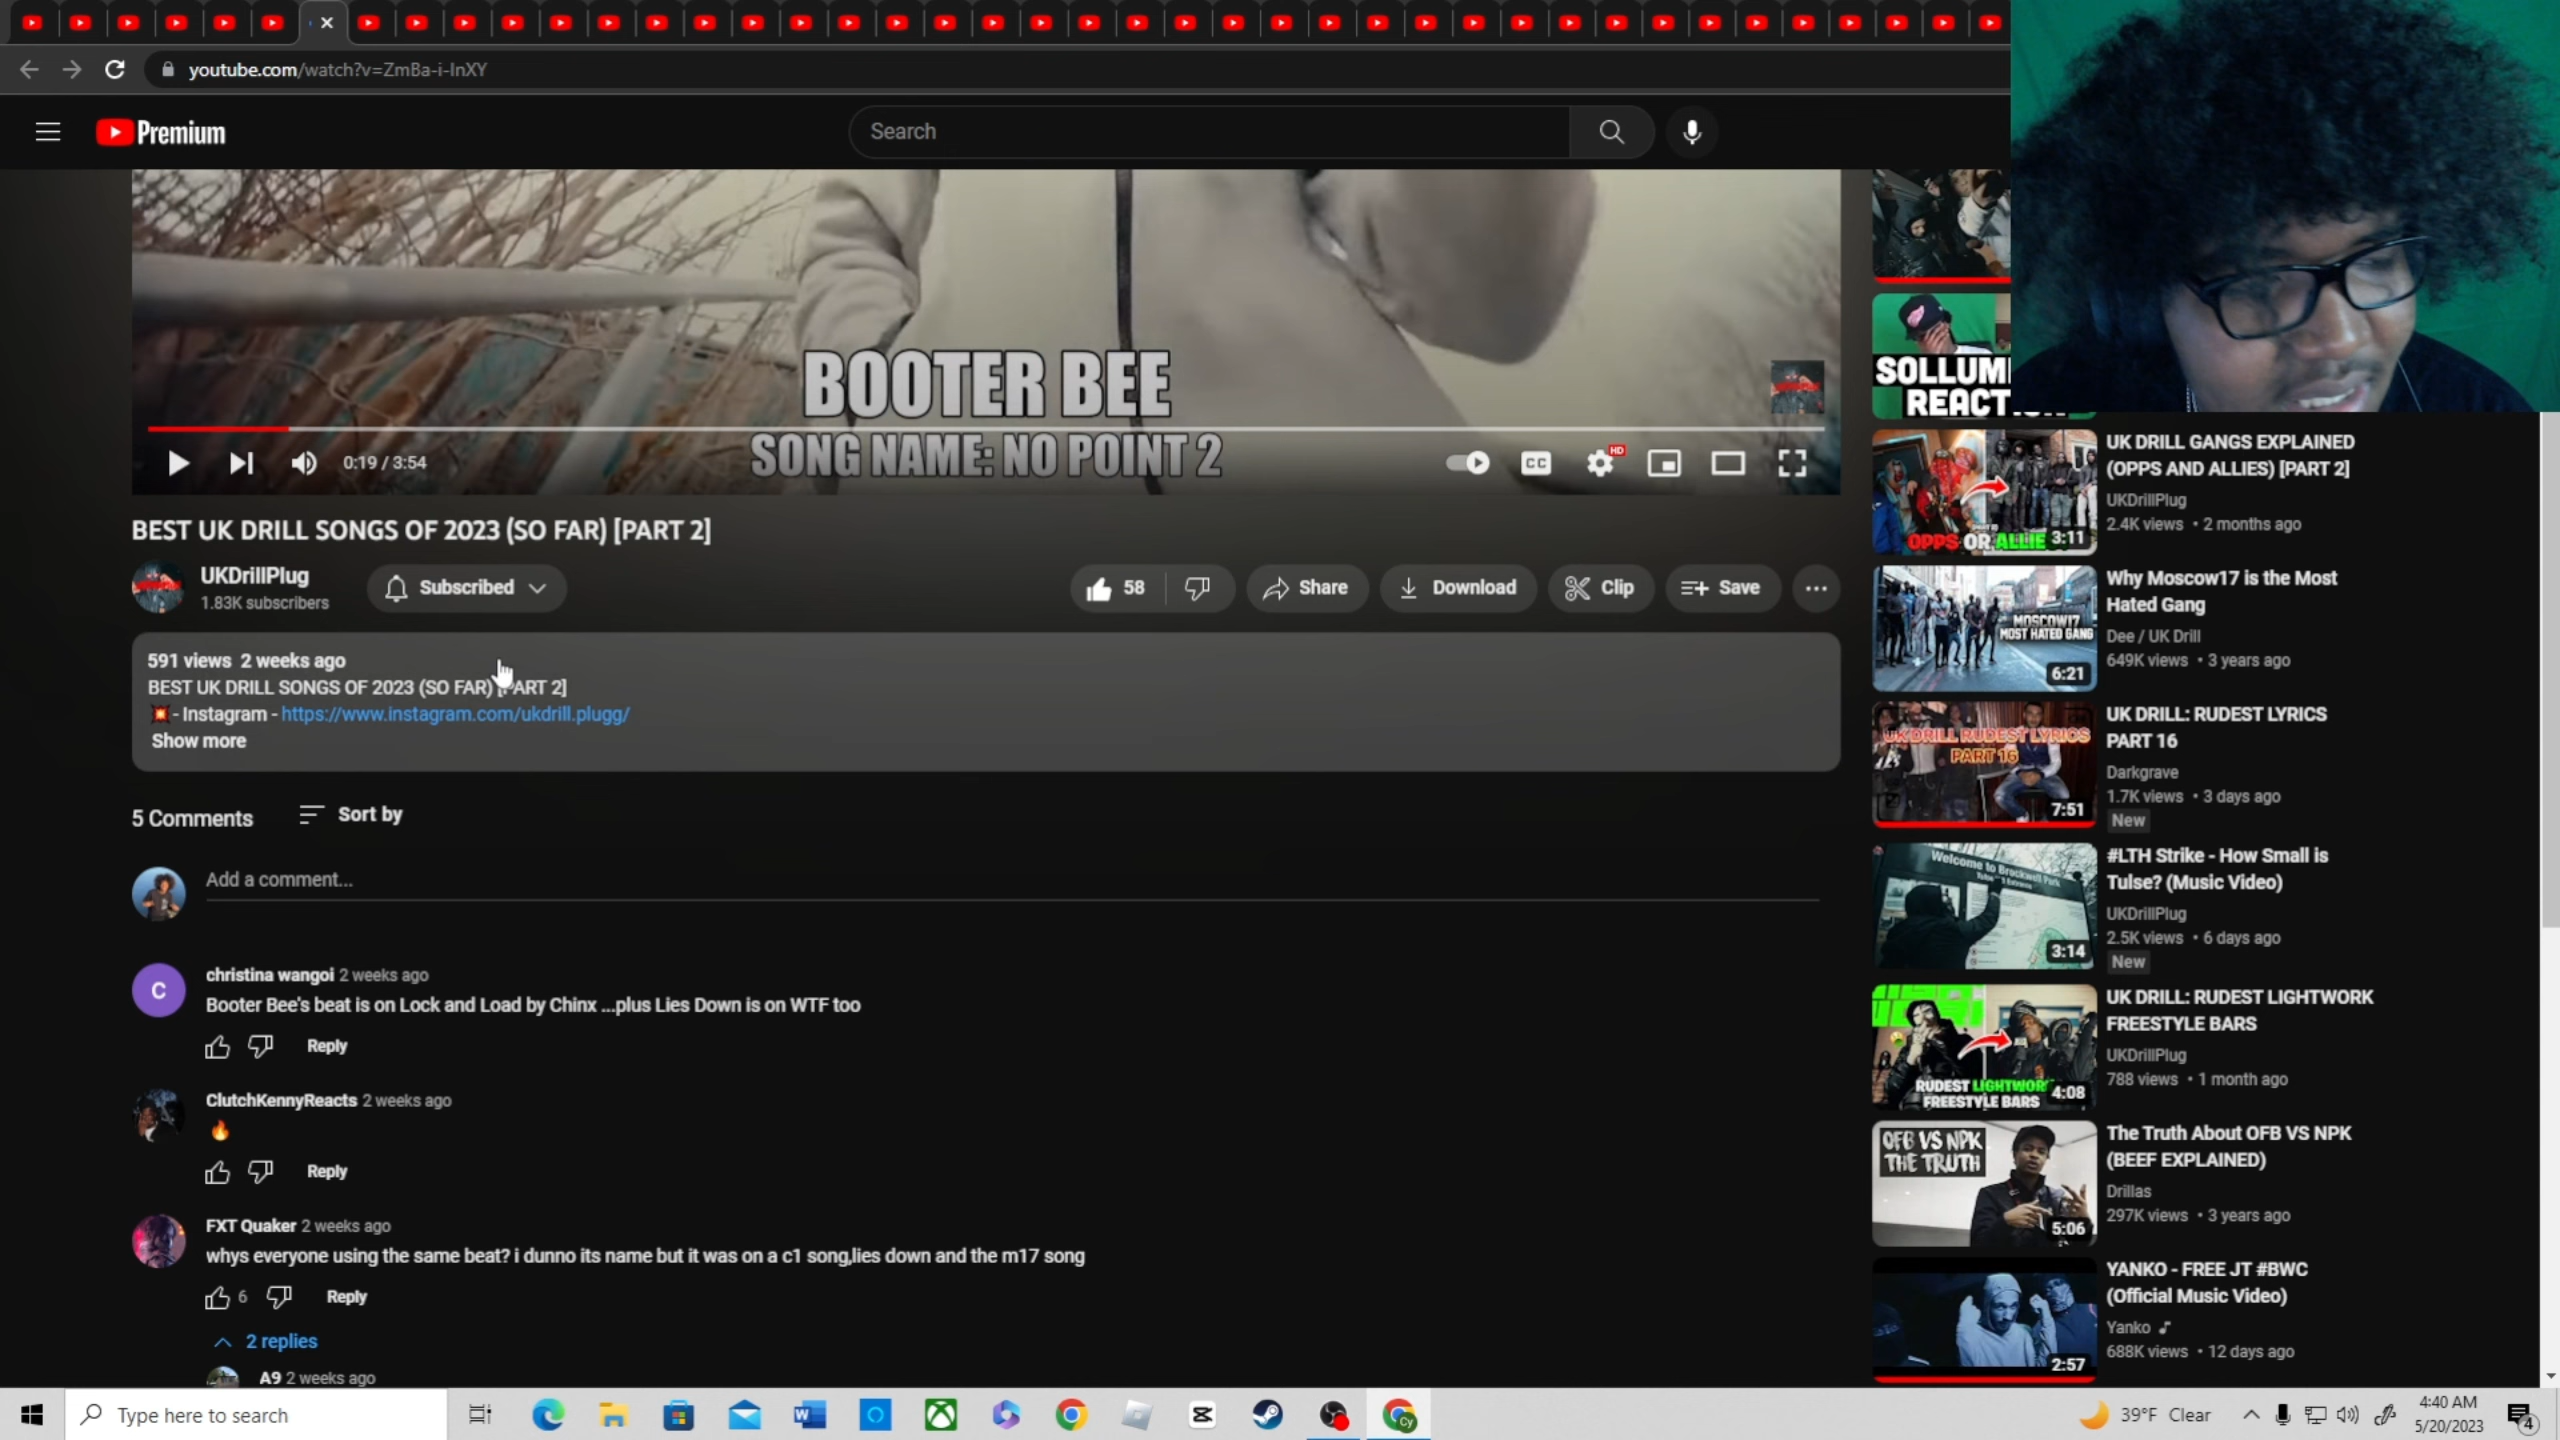 youtube.com/watch?v=ZmBa-i-InXY
Premium
Search
BOOTER BEE
SONG NAME: NO POINT 2
0:19 / 3:54
CC
HD
BEST UK DRILL SONGS OF 2023 (SO FAR) [PART 2]
UKDrillPlug
1.83K subscribers
Subscribed
58
Share
Download
Clip
Save
591 views 2 weeks ago
BEST UK DRILL SONGS OF 2023 (SO FAR) [PART 2]
💥- Instagram - https://www.instagram.com/ukdrill.plugg/
Show more
5 Comments
Sort by
Add a comment...
C
christina wangoi 2 weeks ago
Booter Bee's beat is on Lock and Load by Chinx ...plus Lies Down is on WTF too
Reply
ClutchKennyReacts 2 weeks ago
🔥
Reply
FXT Quaker 2 weeks ago
whys everyone using the same beat? i dunno its name but it was on a c1 song,lies down and the m17 song
6
Reply
2 replies
A9 2 weeks ago
SOLLUM
REACT
OPPS OR ALLIE
3:11
UK DRILL GANGS EXPLAINED
(OPPS AND ALLIES) [PART 2]
UKDrillPlug
2.4K views • 2 months ago
MOSCOW17
MOST HATED GANG
6:21
Why Moscow17 is the Most
Hated Gang
Dee / UK Drill
649K views • 3 years ago
UK DRILL RUDEST LYRICS
PART 16
7:51
UK DRILL: RUDEST LYRICS
PART 16
Darkgrave
1.7K views • 3 days ago
New
Welcome to Brockwell Park
3:14
#LTH Strike - How Small is
Tulse? (Music Video)
UKDrillPlug
2.5K views • 6 days ago
New
RUDEST LIGHTWOR
FREESTYLE BARS
4:08
UK DRILL: RUDEST LIGHTWORK
FREESTYLE BARS
UKDrillPlug
788 views • 1 month ago
OFB VS NPK
THE TRUTH
5:06
The Truth About OFB VS NPK
(BEEF EXPLAINED)
Drillas
297K views • 3 years ago
2:57
YANKO - FREE JT #BWC
(Official Music Video)
Yanko
688K views • 12 days ago
Type here to search
Cy
39°F Clear
4:40 AM
5/20/2023
4